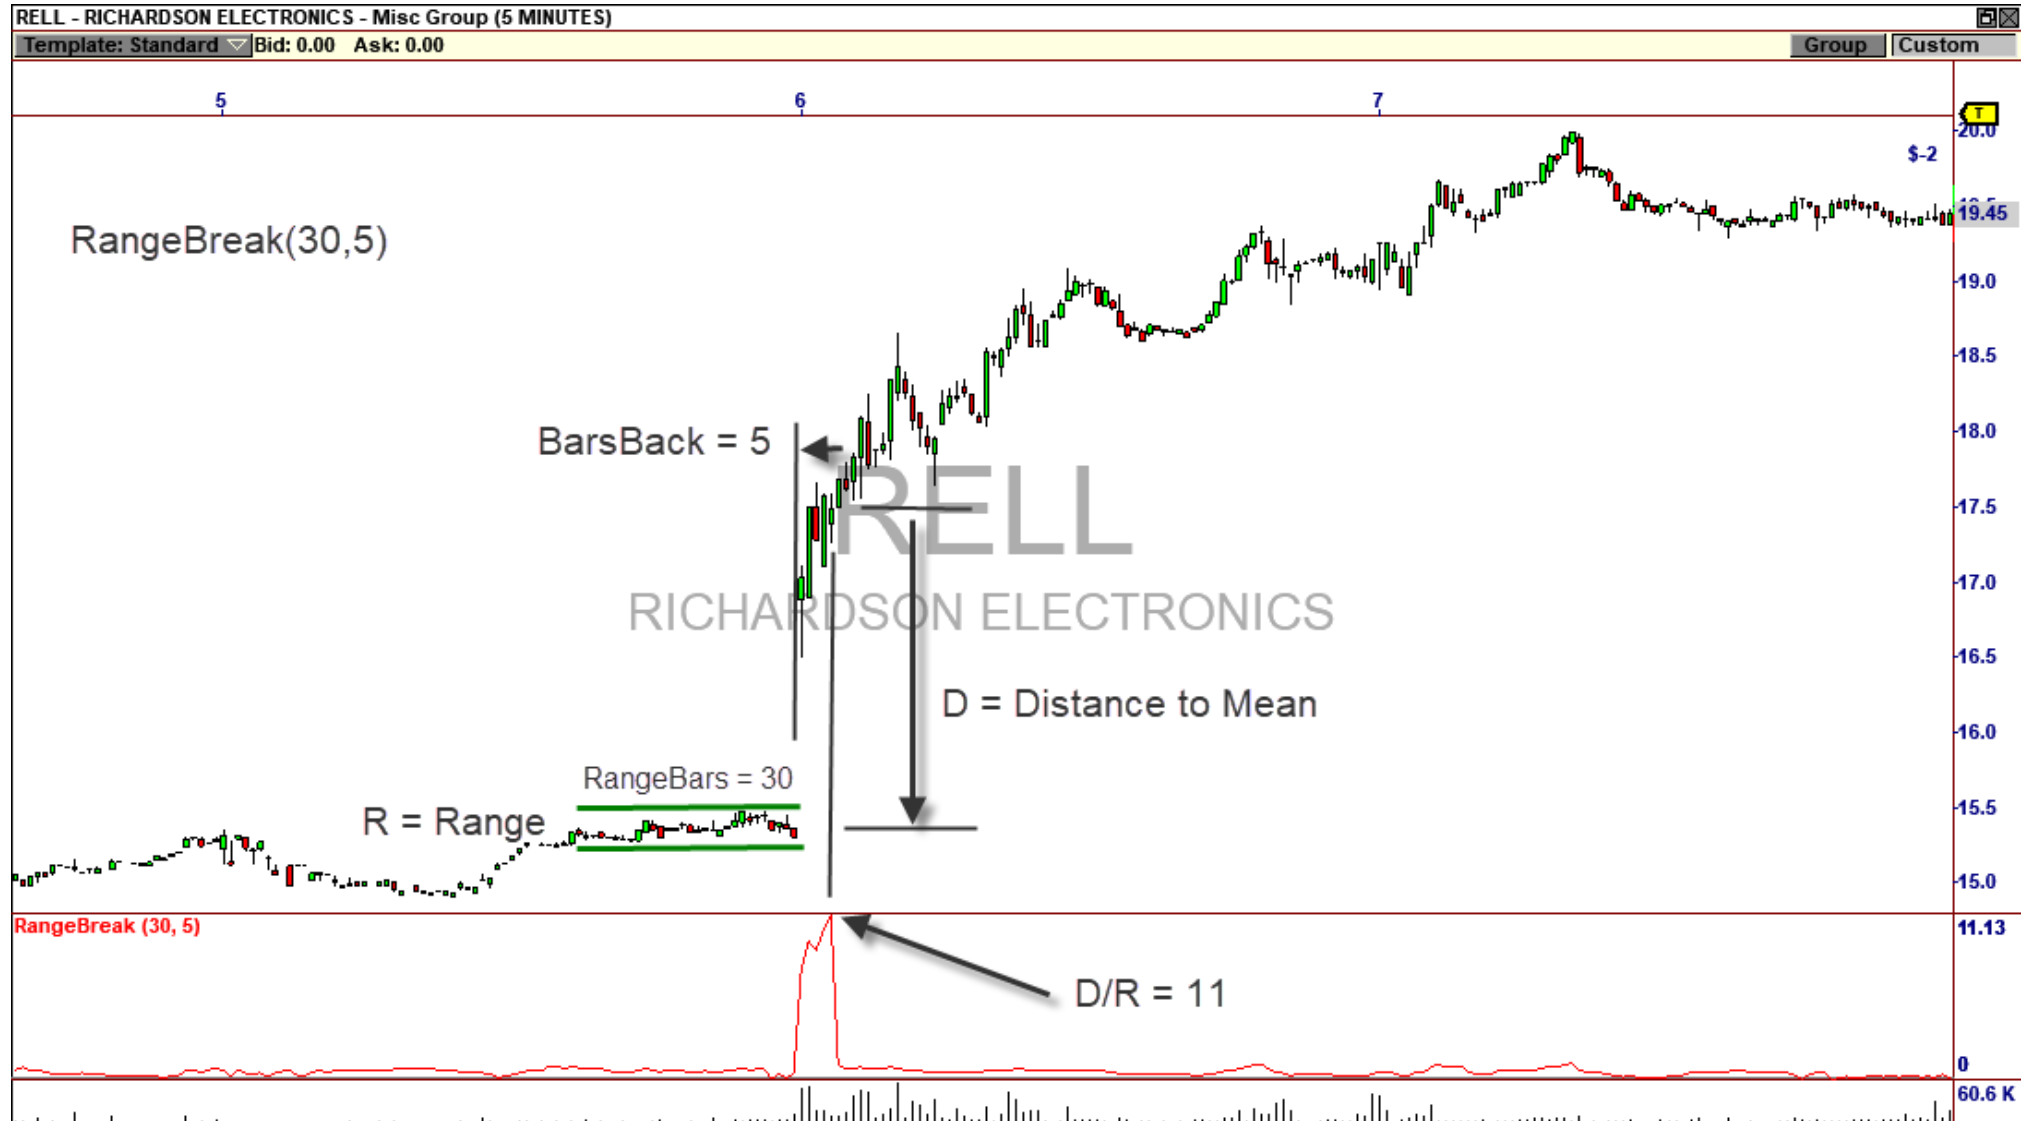 RELL - RICHARDSON ELECTRONICS - Misc Group (5 MINUTES)
Template: Standard Bid: 0.00 Ask: 0.00 Group Custom
5 6 7
T
20.0
$-2
19.45
RangeBreak(30,5)
19.0
18.5
BarsBack = 5
18.0
RELL
17.5
17.0
RICHARDSON ELECTRONICS
16.5
D = Distance to Mean
16.0
RangeBars = 30
15.5
R = Range
15.0
RangeBreak (30, 5)
11.13
D/R = 11
0
60.6 K